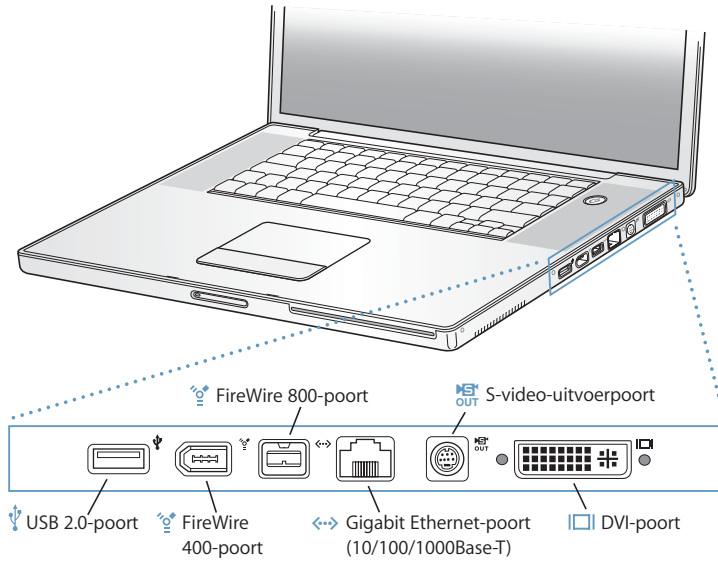 FireWire 800-poort
OUT S-video-uitvoerpoort
OUT
USB 2.0-poort
FireWire
400-poort
Gigabit Ethernet-poort
(10/100/1000Base-T)
DVI-poort